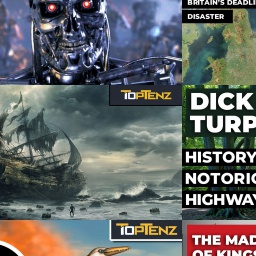 BRITAIN'S DEADLI
DISASTER
TOPTENZ
DICK
TURP
HISTORY
NOTORIO
HIGHWAY
TOPTENZ
THE MAD
OF KINGS